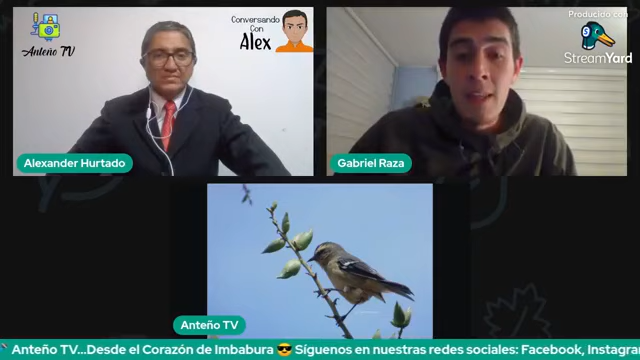 Anteño TV
Conversando
Con
Alex
Producido con
StreamYard
Alexander Hurtado
Gabriel Raza
Anteño TV
Anteño TV...Desde el Corazón de Imbabura 😎 Síguenos en nuestras redes sociales: Facebook, Instagra